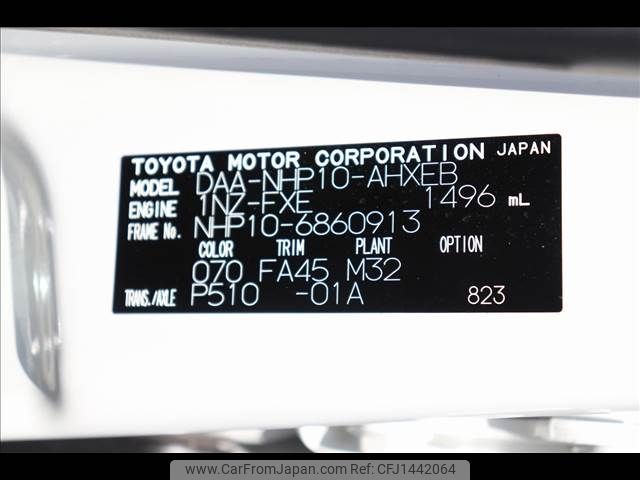 TOYOTA MOTOR CORPORATION JAPAN
MODEL DAA-NHP10-AHXEB
ENGINE 1NZ-FXE 1496 mL
FRAME No. NHP10-6860913
COLOR TRIM PLANT OPTION
070 FA45 M32
TRANS./AXLE P510 -01A 823
www.CarFromJapan.com CFJ1442064